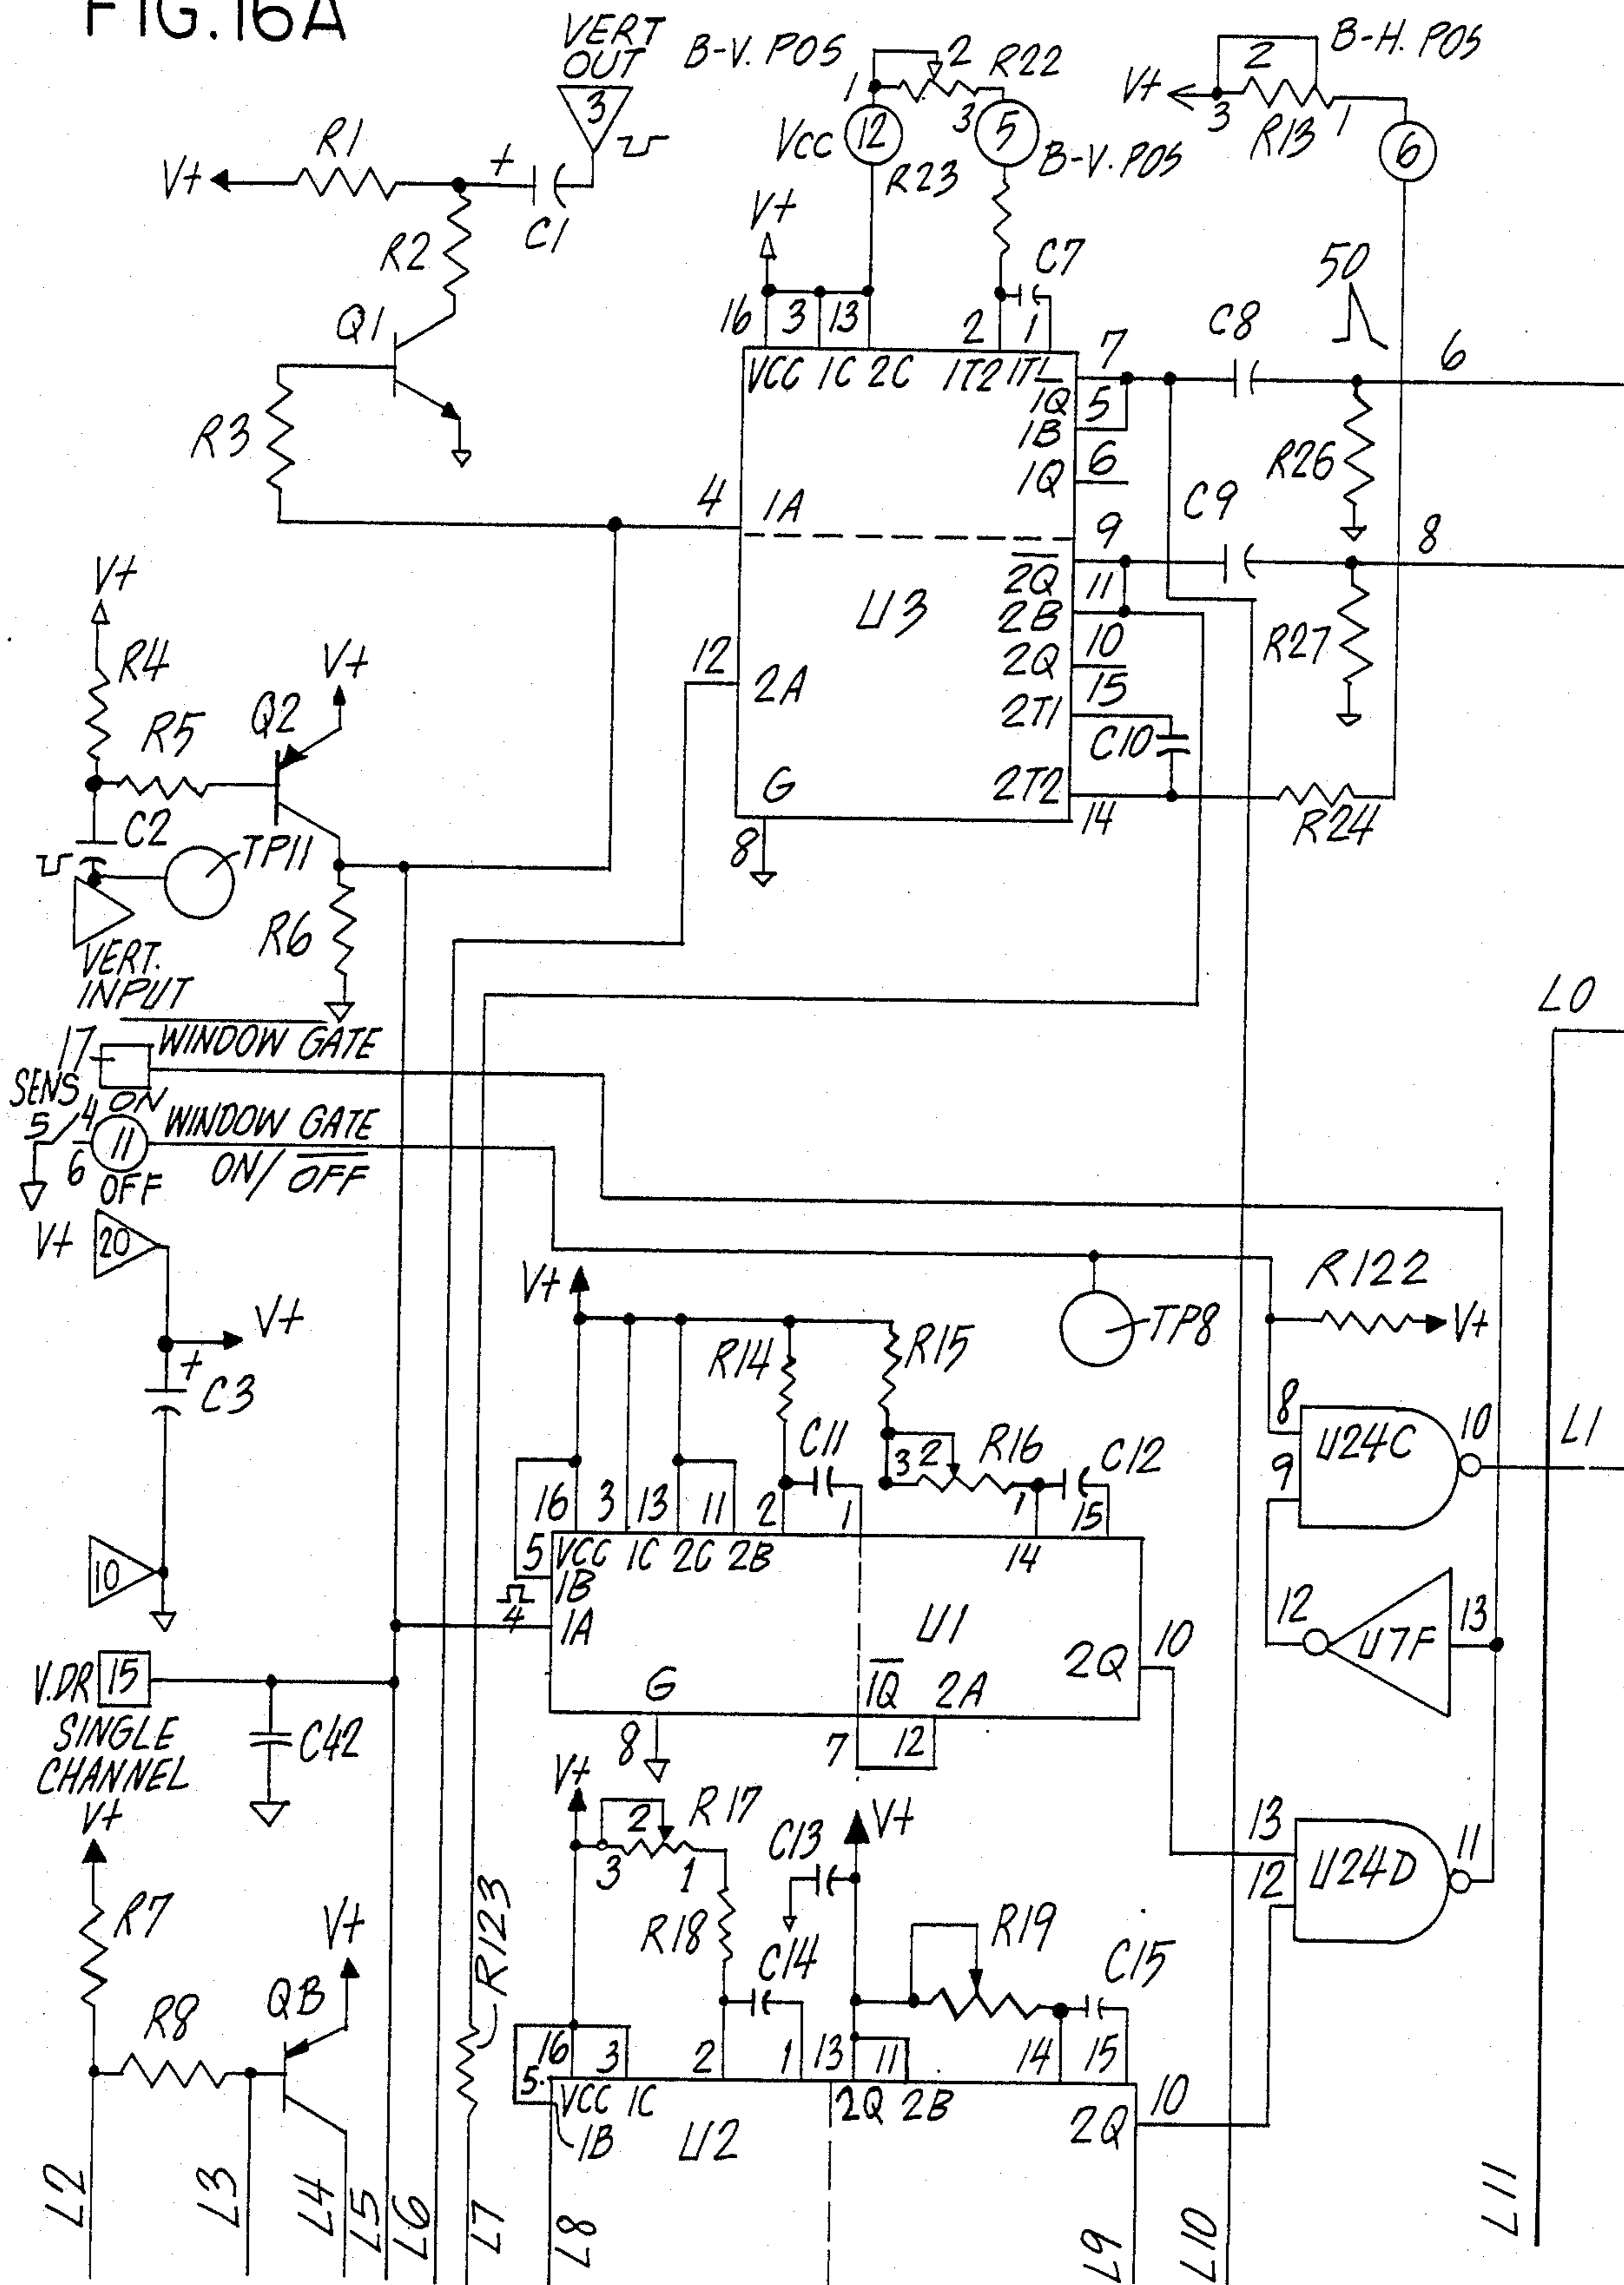 FIG. 16A
VERT
OUT
3
B-V. POS
1
2
R22
3
VCC
12
5
B-V. POS
R23
B-H. POS
V+
2
3
R13
1
6
V+
R1
+
C1
R2
Q1
R3
V+
16
3
13
2
1
C7
VCC
1C
2C
1T2
1T1
7
1Q
5
1B
6
1Q
C8
50
6
R26
4
1A
9
2Q
11
2B
10
2Q
15
2T1
C10
2T2
14
C9
8
R27
R24
U3
12
2A
G
8
V+
R4
R5
Q2
V+
C2
TP11
R6
VERT.
INPUT
17
WINDOW GATE
SENS
5
4
ON
11
WINDOW GATE
6
OFF
ON/OFF
V+
20
V+
+
C3
10
L0
V+
R14
R15
TP8
R122
V+
C11
3
2
R16
C12
16
3
13
11
2
1
1
15
5
VCC
1C
2C
2B
14
1B
4
1A
U1
G
1Q
2A
2Q
10
8
7
12
8
9
U24C
10
L1
12
U7F
13
V.DR
15
SINGLE
CHANNEL
C42
V+
R7
R8
QB
V+
V+
2
R17
3
1
R18
C14
C13
V+
R19
C15
13
12
U24D
11
R123
16
3
2
1
13
11
14
15
5
VCC
1C
2Q
2B
1B
U2
2Q
10
L2
L3
L4
L5
L6
L7
L8
L9
L10
L11